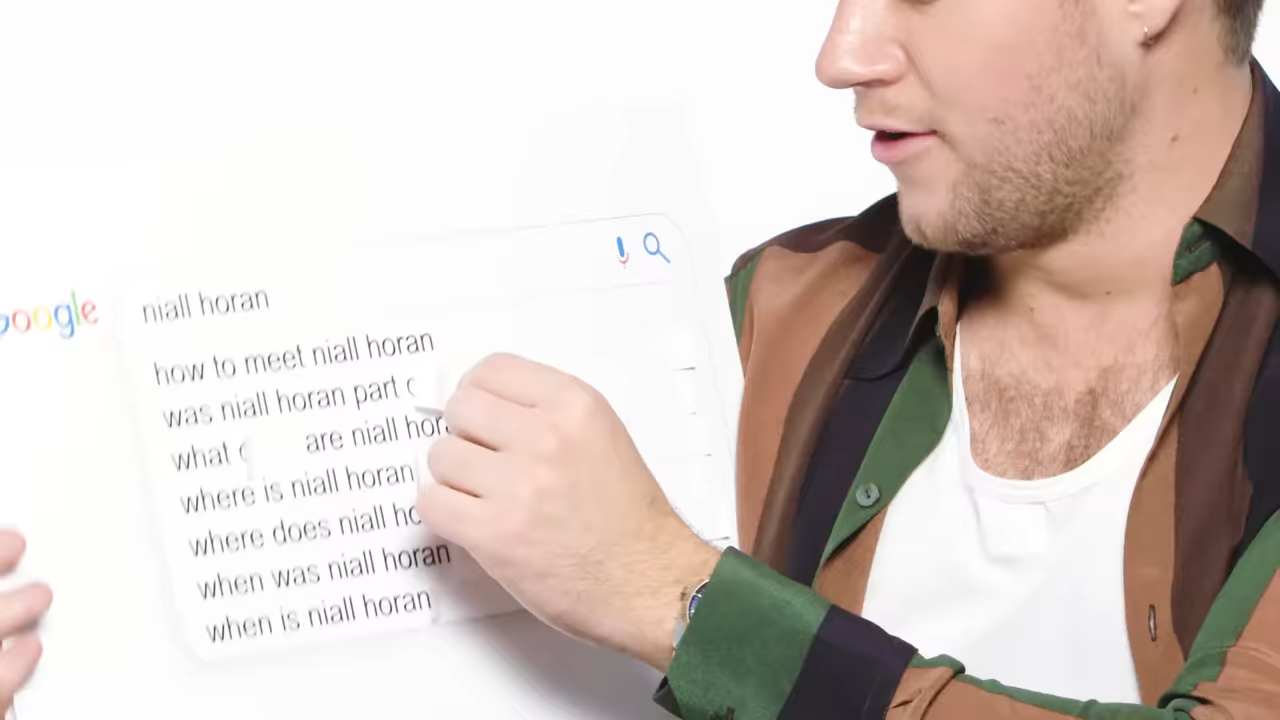 Google
niall horan
how to meet niall horan
was niall horan part
what are niall
where is niall horan
where does niall
when was niall horan
when is niall horan